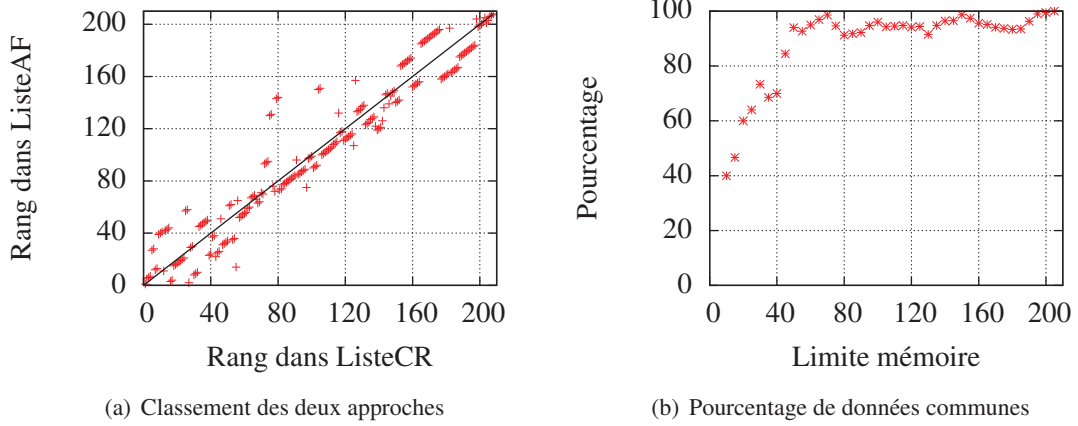 200
160
120
80
40
0
Rang dans ListeAF
0 40 80 120 160 200
Rang dans ListeCR
(a) Classement des deux approches
100
80
60
40
20
0
Pourcentage
0 40 80 120 160 200
Limite mémoire
(b) Pourcentage de données communes